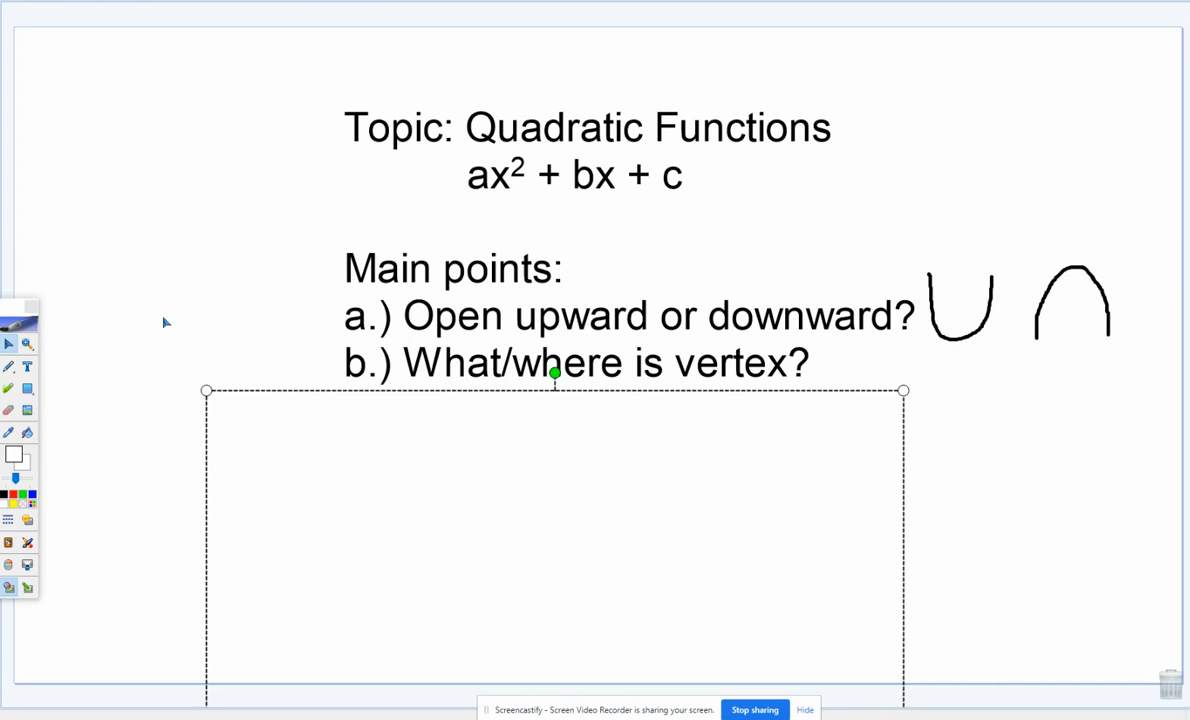 Topic: Quadratic Functions
ax² + bx + c
Main points:
a.) Open upward or downward?
b.) What/where is vertex?
Screencastify - Screen Video Recorder is sharing your screen.
Stop sharing
Hide